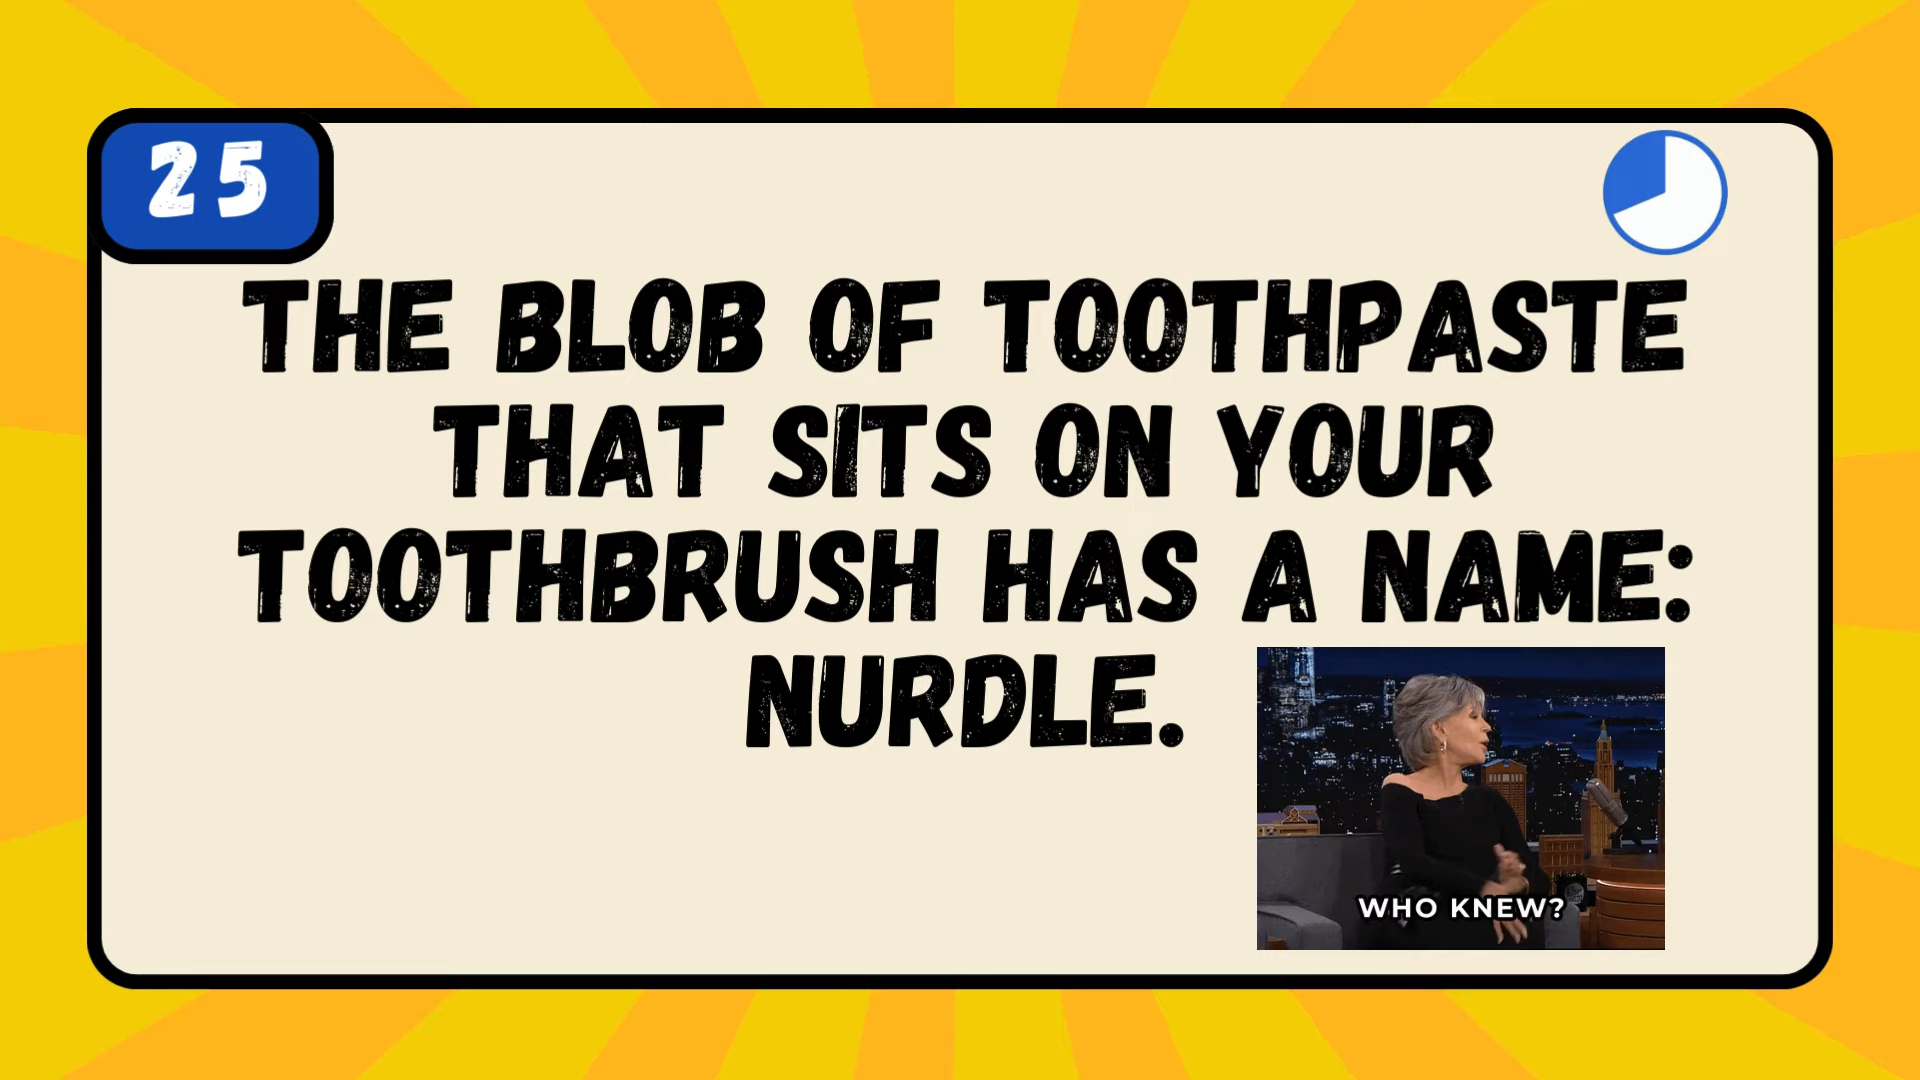 25
THE BLOB OF TOOTHPASTE
THAT SITS ON YOUR
TOOTHBRUSH HAS A NAME:
NURDLE.
WHO KNEW?